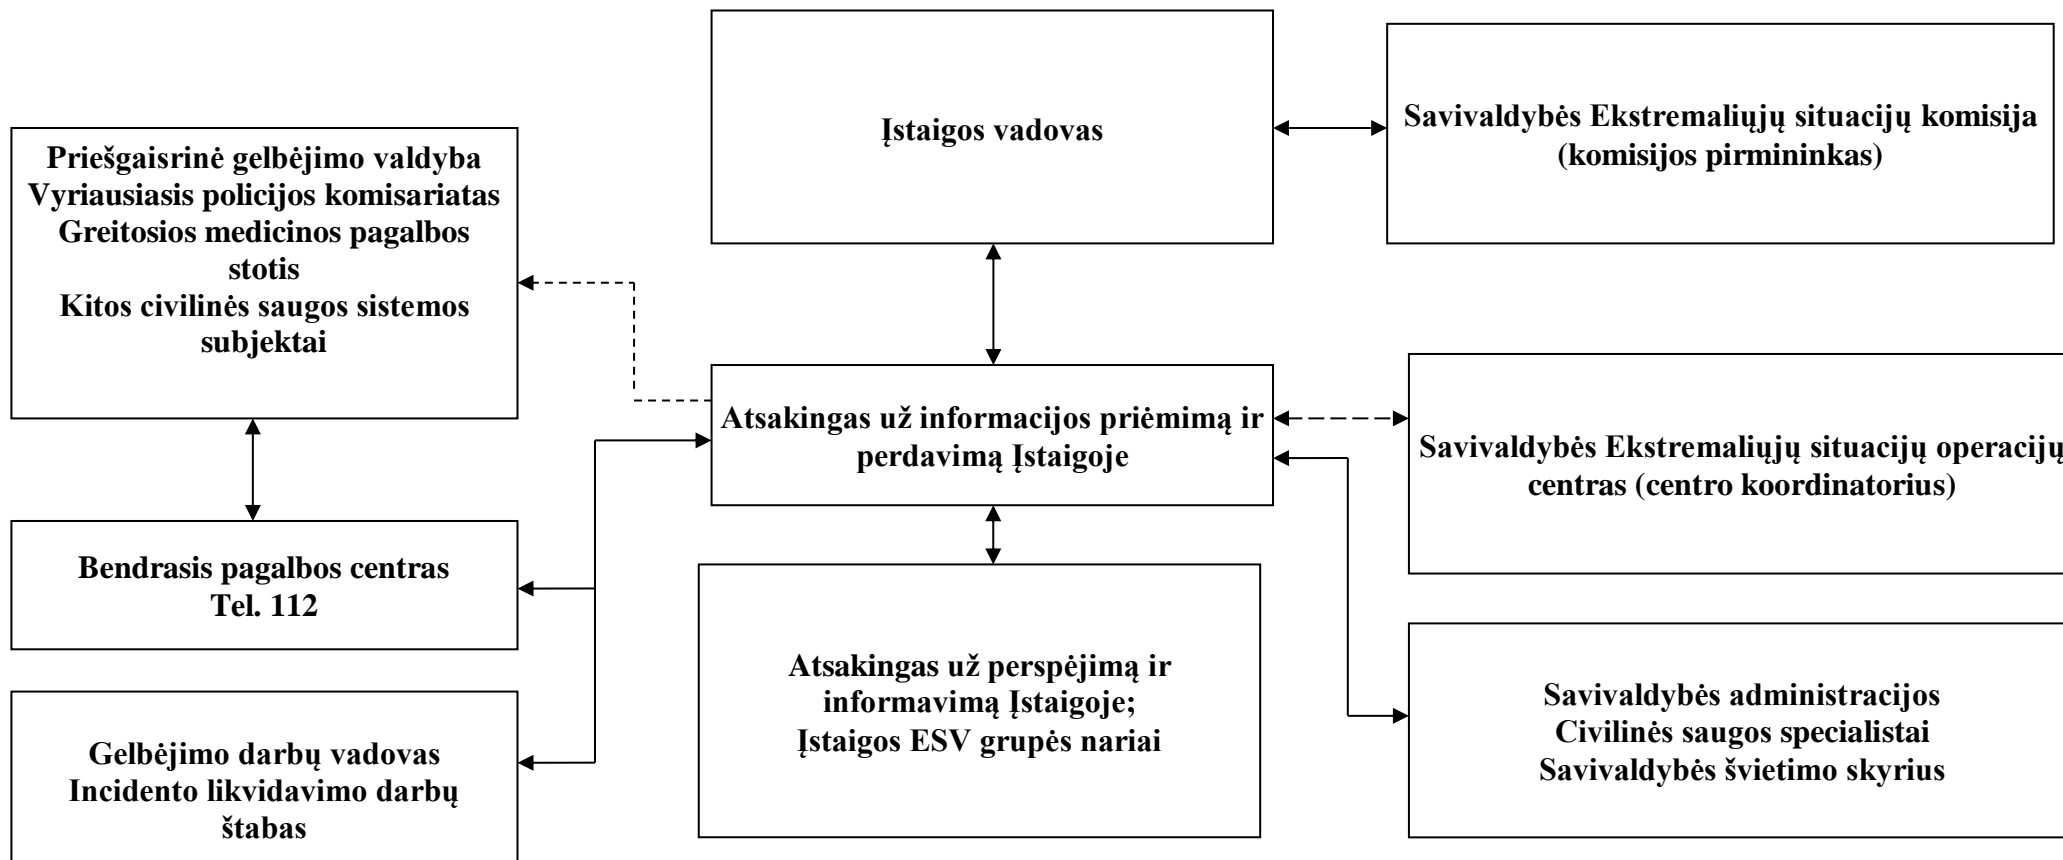 Įstaigos vadovas
Savivaldybės Ekstremaliųjų situacijų komisija
(komisijos pirmininkas)
Priešgaisrinė gelbėjimo valdyba
Vyriausiasis policijos komisariatas
Greitosios medicinos pagalbos
stotis
Kitos civilinės saugos sistemos
subjektai
Atsakingas už informacijos priėmimą ir
perdavimą Įstaigoje
Savivaldybės Ekstremaliųjų situacijų operacijų
centras (centro koordinatorius)
Bendrasis pagalbos centras
Tel. 112
Atsakingas už perspėjimą ir
informavimą Įstaigoje;
Įstaigos ESV grupės nariai
Savivaldybės administracijos
Civilinės saugos specialistai
Savivaldybės švietimo skyrius
Gelbėjimo darbų vadovas
Incidento likvidavimo darbų
štabas